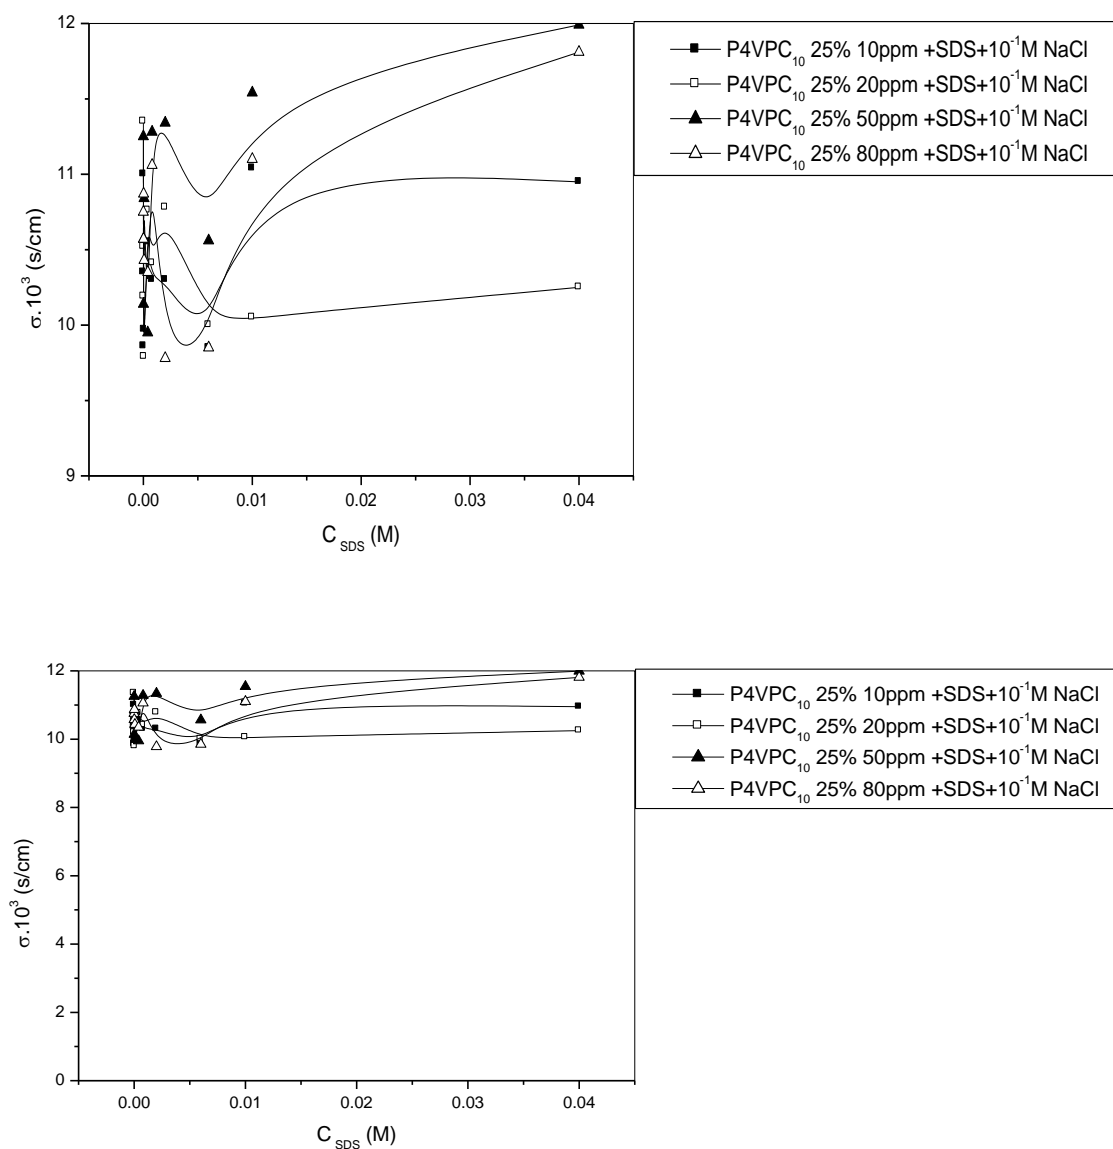 12
11
10
9
σ.10³ (s/cm)
0.00 0.01 0.02 0.03 0.04
C SDS (M)
P4VPC₁₀ 25% 10ppm +SDS+10⁻¹M NaCl
P4VPC₁₀ 25% 20ppm +SDS+10⁻¹M NaCl
P4VPC₁₀ 25% 50ppm +SDS+10⁻¹M NaCl
P4VPC₁₀ 25% 80ppm +SDS+10⁻¹M NaCl
12
10
8
6
4
2
0
σ.10³ (s/cm)
0.00 0.01 0.02 0.03 0.04
C SDS (M)
P4VPC₁₀ 25% 10ppm +SDS+10⁻¹M NaCl
P4VPC₁₀ 25% 20ppm +SDS+10⁻¹M NaCl
P4VPC₁₀ 25% 50ppm +SDS+10⁻¹M NaCl
P4VPC₁₀ 25% 80ppm +SDS+10⁻¹M NaCl